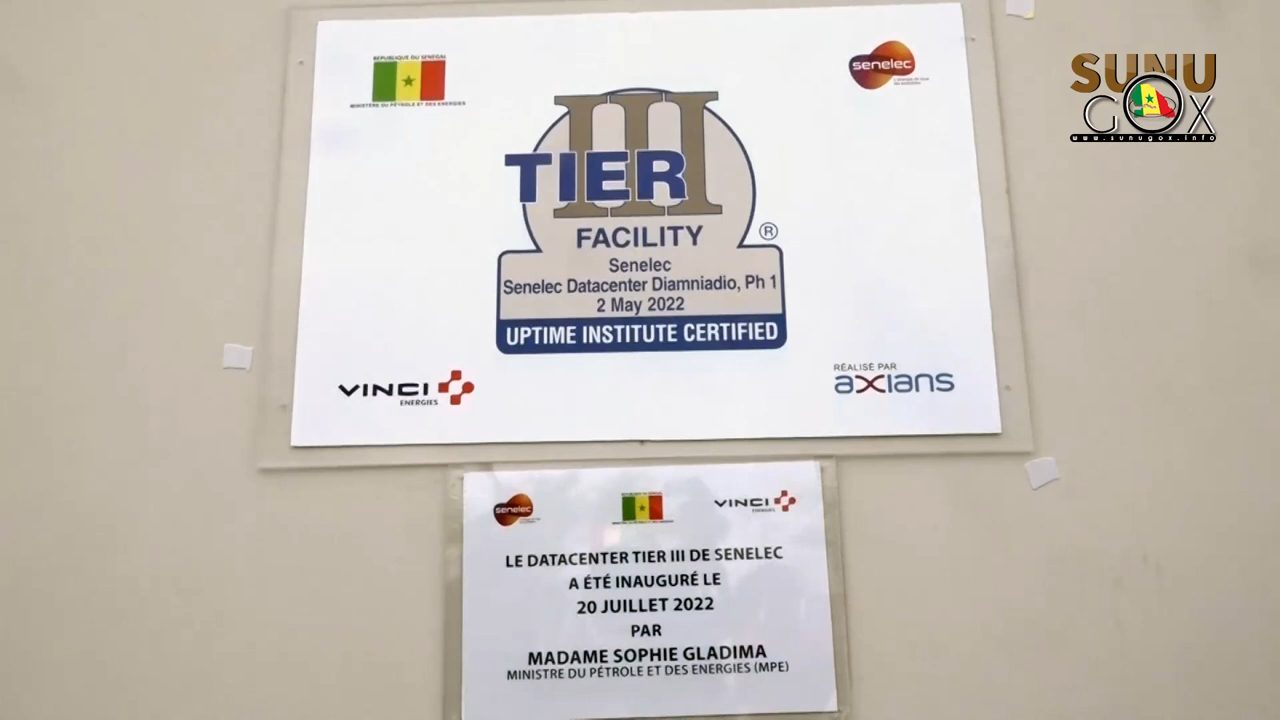 REPUBLIQUE DU SENEGAL
MINISTÈRE DU PÉTROLE ET DES ENERGIES
senelec
SUNU
GOX
www.sunugox.info
III
TIER
FACILITY
®
Senelec
Senelec Datacenter Diamniadio, Ph 1
2 May 2022
UPTIME INSTITUTE CERTIFIED
VINCI
ENERGIES
RÉALISÉ PAR
axians
senelec
VINCI
ENERGIES
LE DATACENTER TIER III DE SENELEC
A ÉTÉ INAUGURÉ LE
20 JUILLET 2022
PAR
MADAME SOPHIE GLADIMA
MINISTRE DU PÉTROLE ET DES ENERGIES (MPE)